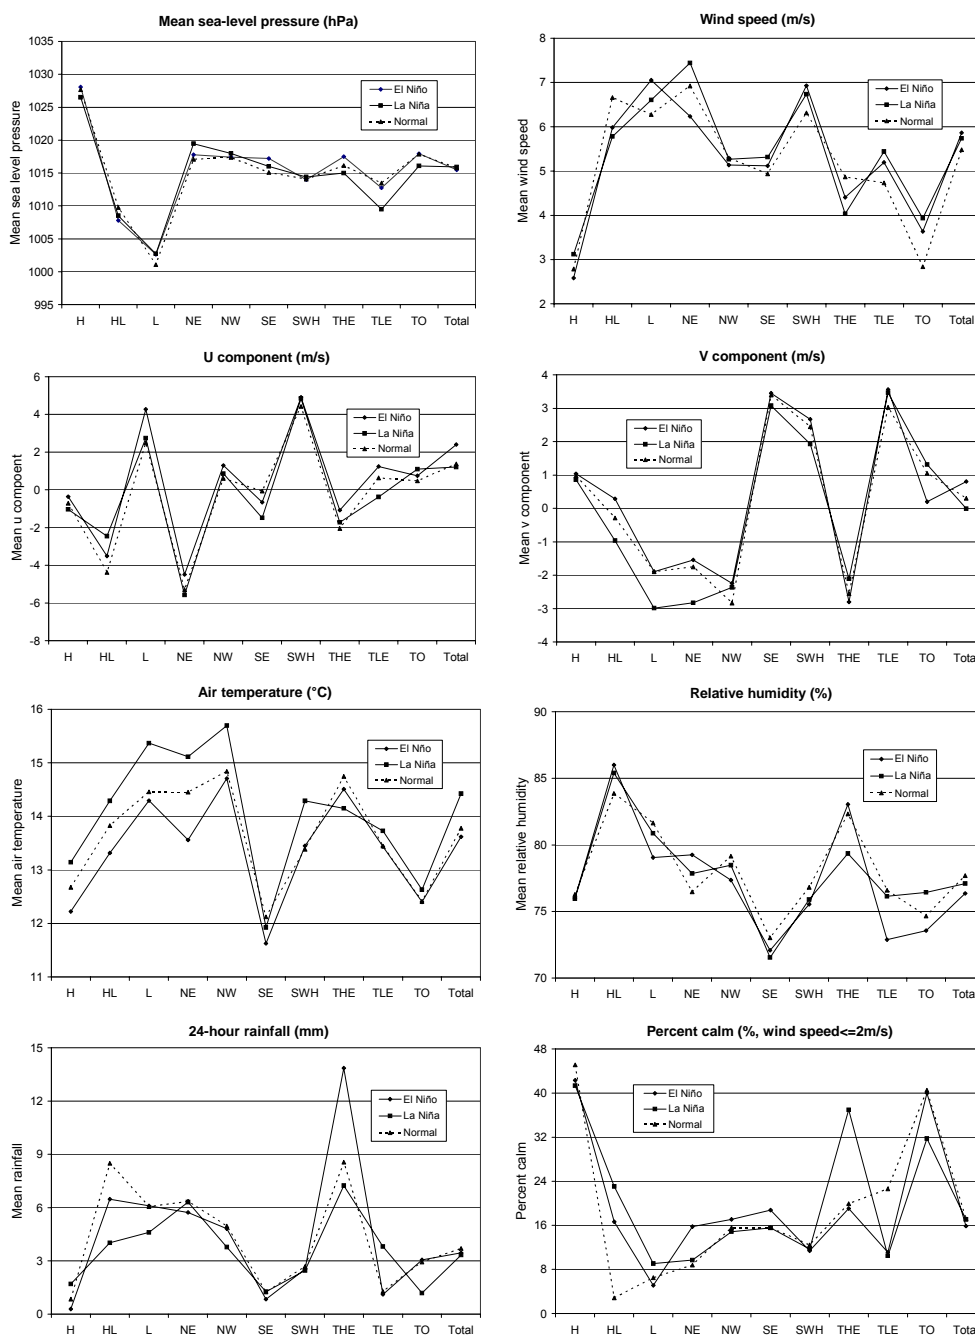 Mean sea-level pressure (hPa)
Mean sea level pressure
1035
1030
1025
1020
1015
1010
1005
1000
995
El Niño
La Niña
Normal
H HL L NE NW SE SWH THE TLE TO Total
Wind speed (m/s)
Mean wind speed
8
7
6
5
4
3
2
El Niño
La Niña
Normal
H HL L NE NW SE SWH THE TLE TO Total
U component (m/s)
Mean u component
6
4
2
0
-2
-4
-6
-8
El Niño
La Niña
Normal
H HL L NE NW SE SWH THE TLE TO Total
V component (m/s)
Mean v component
4
3
2
1
0
-1
-2
-3
-4
El Niño
La Niña
Normal
H HL L NE NW SE SWH THE TLE TO Total
Air temperature (°C)
Mean air temperature
16
15
14
13
12
11
El Nño
La Niña
Normal
H HL L NE NW SE SWH THE TLE TO Total
Relative humidity (%)
Mean relative humidity
90
85
80
75
70
El Niño
La Niña
Normal
H HL L NE NW SE SWH THE TLE TO Total
24-hour rainfall (mm)
Mean rainfall
15
12
9
6
3
0
El Niño
La Niña
Normal
H HL L NE NW SE SWH THE TLE TO Total
Percent calm (%, wind speed<=2m/s)
Percent calm
48
40
32
24
16
8
0
El Niño
La Niña
Normal
H HL L NE NW SE SWH THE TLE TO Total